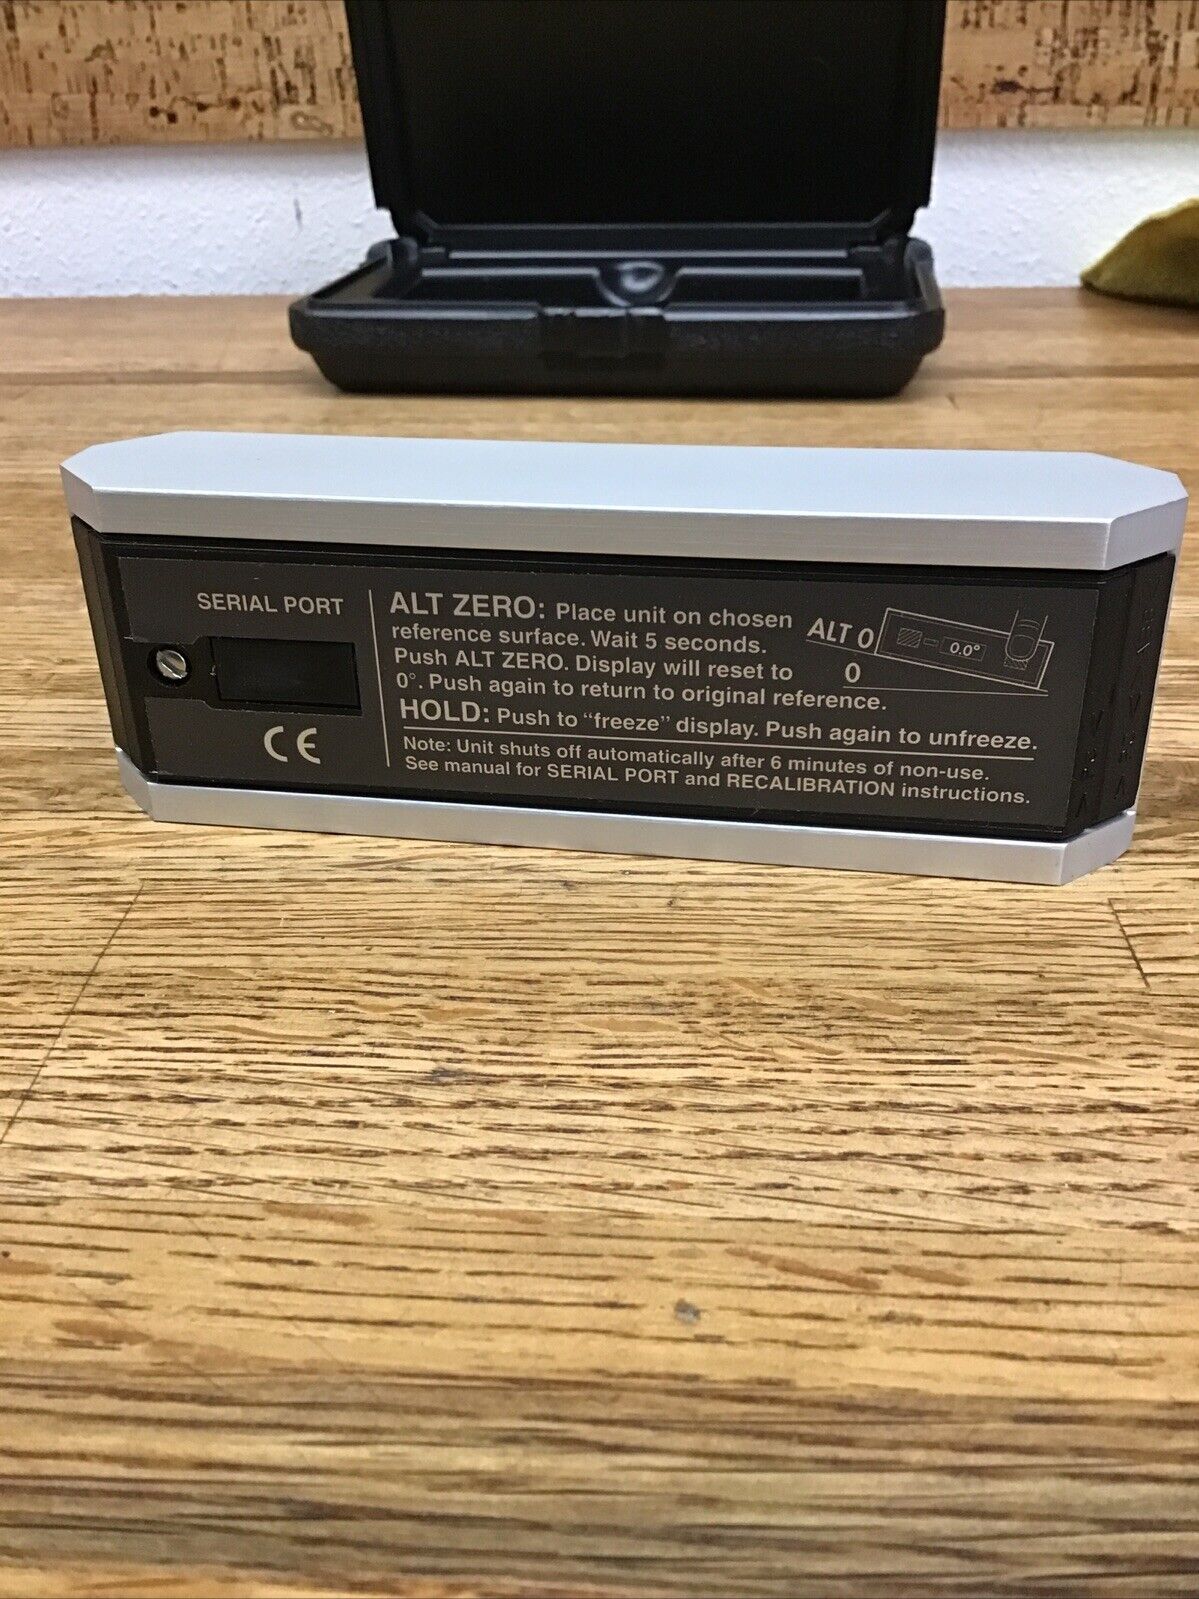 SERIAL PORT
CE
ALT ZERO: Place unit on chosen
reference surface. Wait 5 seconds.
Push ALT ZERO. Display will reset to
0°. Push again to return to original reference.
HOLD: Push to “freeze” display. Push again to unfreeze.
Note: Unit shuts off automatically after 6 minutes of non-use.
See manual for SERIAL PORT and RECALIBRATION instructions.
ALT 0
0.0°
0